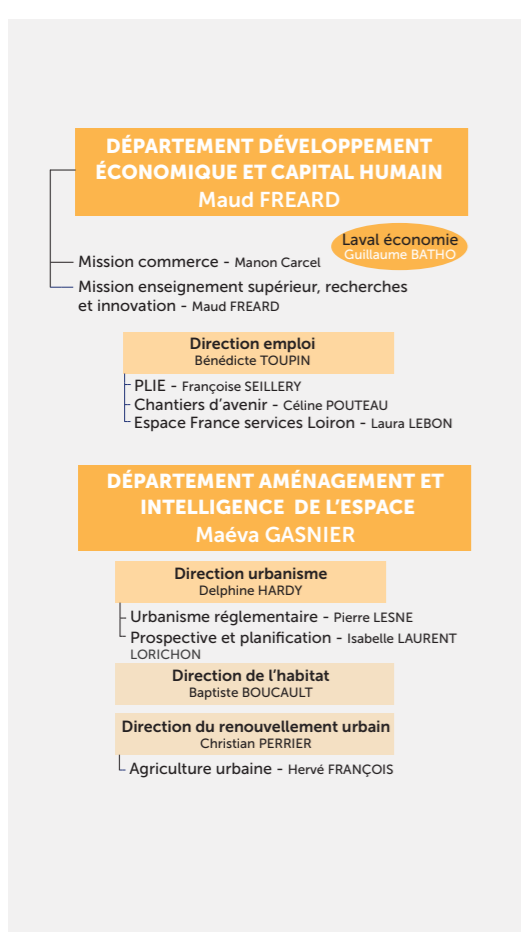 DÉPARTEMENT DÉVELOPPEMENT
ÉCONOMIQUE ET CAPITAL HUMAIN
Maud FREARD
Laval économie
Guillaume BATHO
Mission commerce - Manon Carcel
Mission enseignement supérieur, recherches
et innovation - Maud FREARD
Direction emploi
Bénédicte TOUPIN
PLIE - Françoise SEILLERY
Chantiers d'avenir - Céline POUTEAU
Espace France services Loiron - Laura LEBON
DÉPARTEMENT AMÉNAGEMENT ET
INTELLIGENCE DE L'ESPACE
Maéva GASNIER
Direction urbanisme
Delphine HARDY
Urbanisme réglementaire - Pierre LESNE
Prospective et planification - Isabelle LAURENT
LORICHON
Direction de l'habitat
Baptiste BOUCAULT
Direction du renouvellement urbain
Christian PERRIER
Agriculture urbaine - Hervé FRANÇOIS